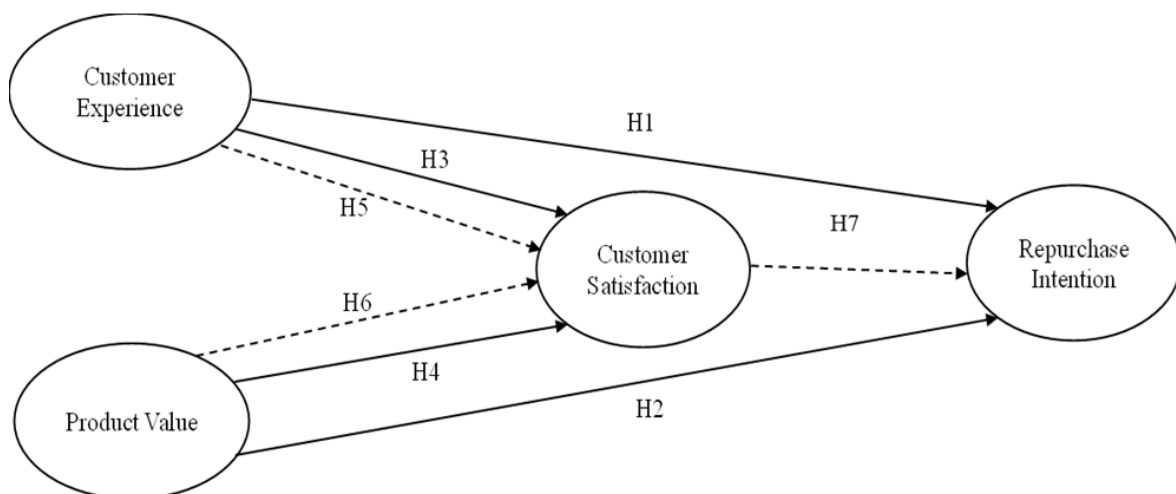 Customer
Experience
H1
H3
H5
H7
Customer
Satisfaction
Repurchase
Intention
H6
H4
H2
Product Value